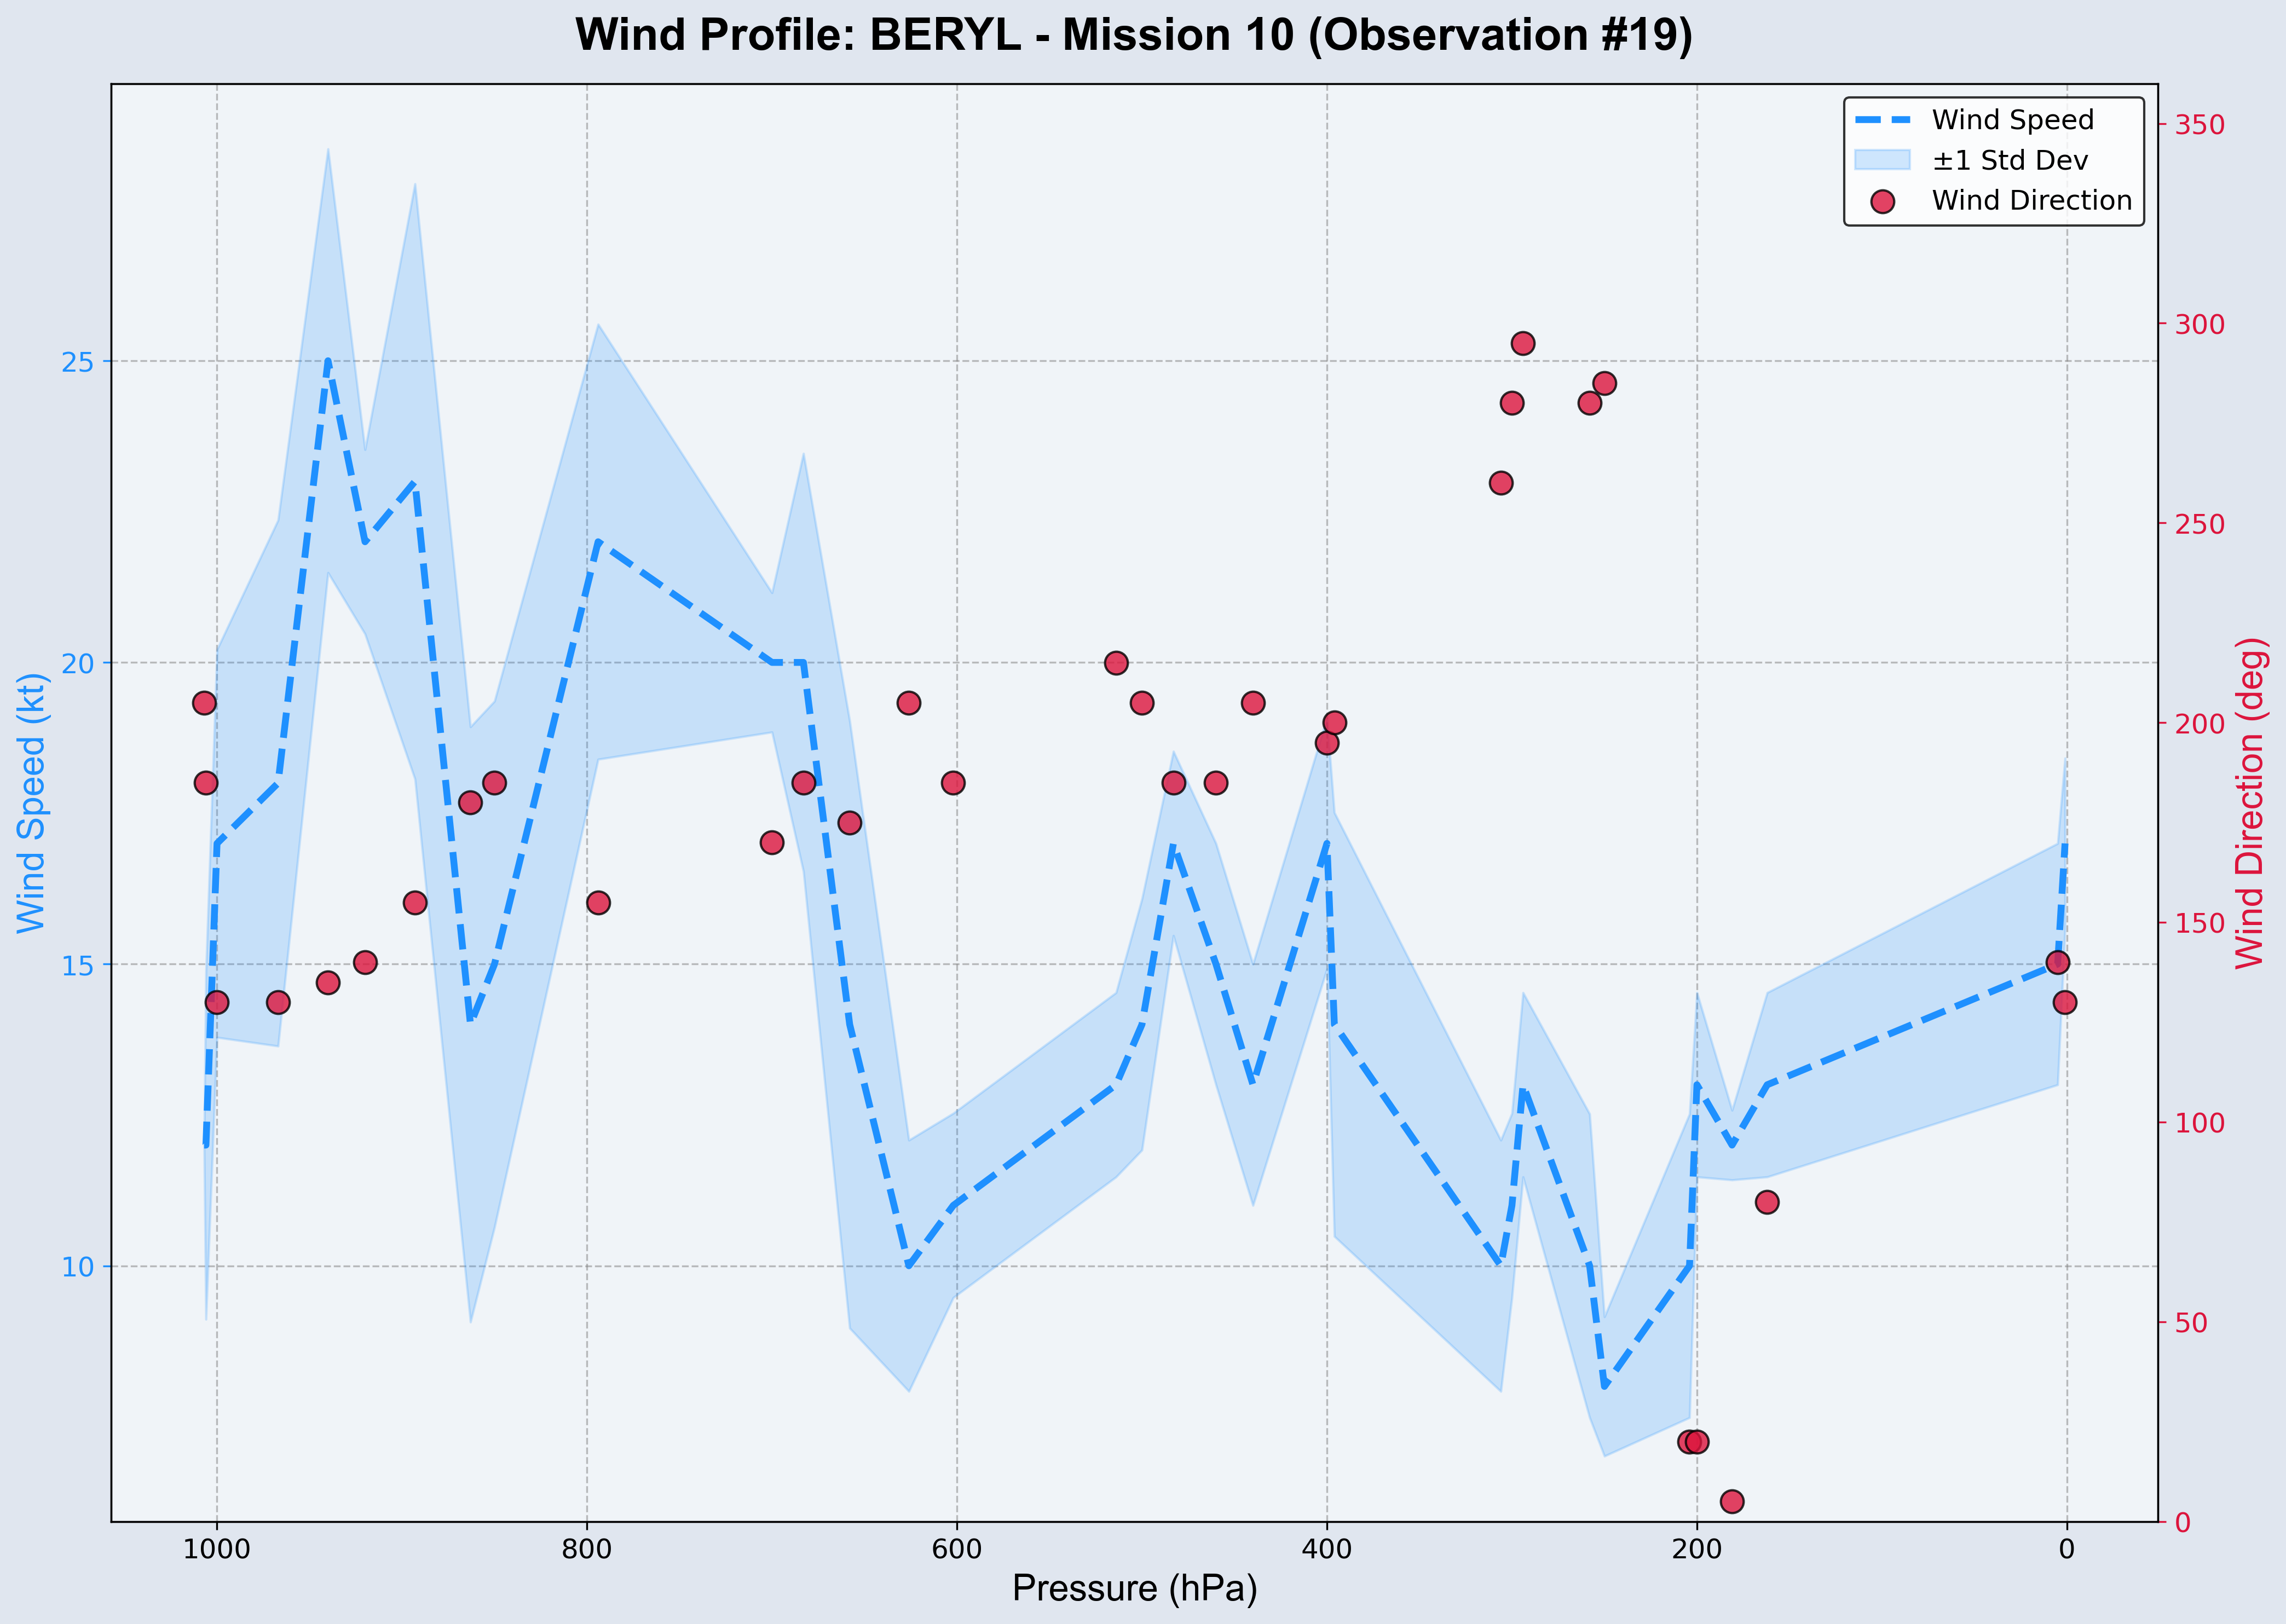 Wind Profile: BERYL - Mission 10 (Observation #19)
Wind Speed
±1 Std Dev
Wind Direction
Wind Speed (kt)
25
20
15
10
350
300
250
200
150
100
50
0
Wind Direction (deg)
1000
800
600
400
200
0
Pressure (hPa)